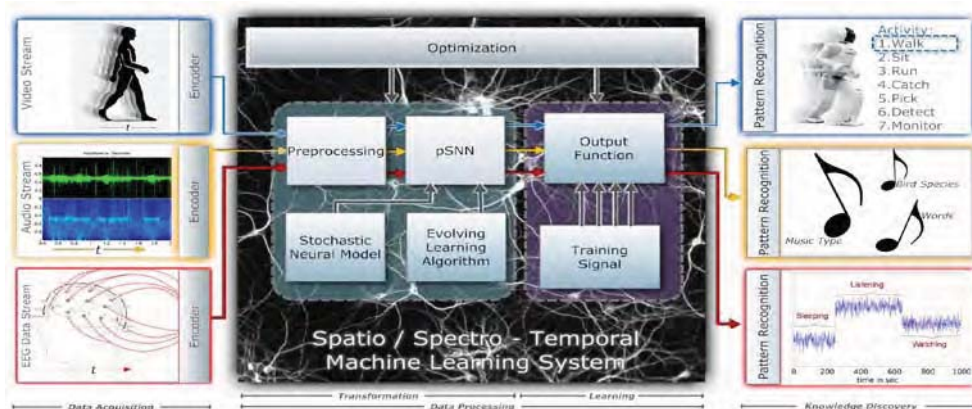 Video Stream
Encoder
t
Audio Stream
Encoder
t
EEG Data Stream
Encoder
t
Optimization
Preprocessing
pSNN
Output
Function
Stochastic
Neural Model
Evolving
Learning
Algorithm
Training
Signal
Spatio / Spectro - Temporal
Machine Learning System
Pattern Recognition
Activity:
1.Walk
2.Sit
3.Run
4.Catch
5.Pick
6.Detect
7.Monitor
Pattern Recognition
Bird Species
Words
Music Type
Pattern Recognition
Listening
Sleeping
Watching
0 200 400 600 800 1000
time in sec
Data Acquisition
Transformation
Learning
Data Processing
Knowledge Discovery